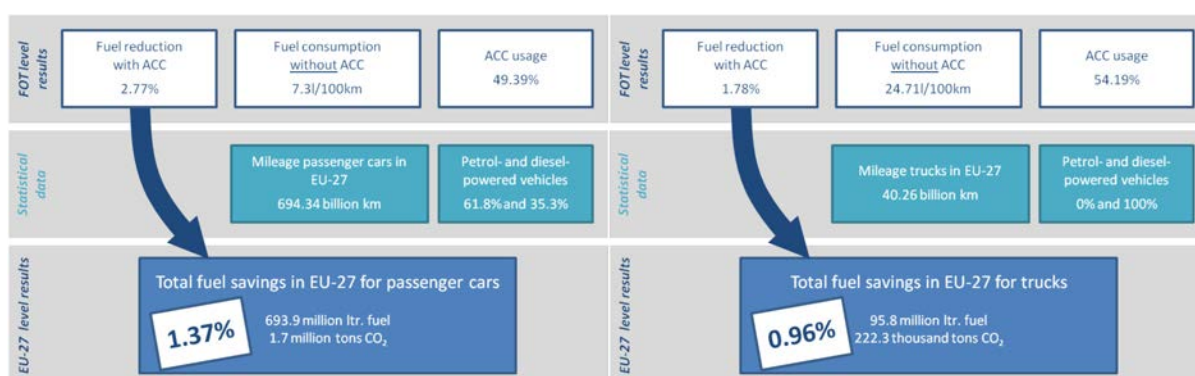 FOT level
results
Fuel reduction
with ACC
2.77%
Fuel consumption
without ACC
7.3l/100km
ACC usage
49.39%
Statistical
data
Mileage passenger cars in
EU-27
694.34 billion km
Petrol- and diesel-
powered vehicles
61.8% and 35.3%
EU-27 level results
Total fuel savings in EU-27 for passenger cars
1.37%
693.9 million ltr. fuel
1.7 million tons CO₂
FOT level
results
Fuel reduction
with ACC
1.78%
Fuel consumption
without ACC
24.71l/100km
ACC usage
54.19%
Statistical
data
Mileage trucks in EU-27
40.26 billion km
Petrol- and diesel-
powered vehicles
0% and 100%
EU-27 level results
Total fuel savings in EU-27 for trucks
0.96%
95.8 million ltr. fuel
222.3 thousand tons CO₂